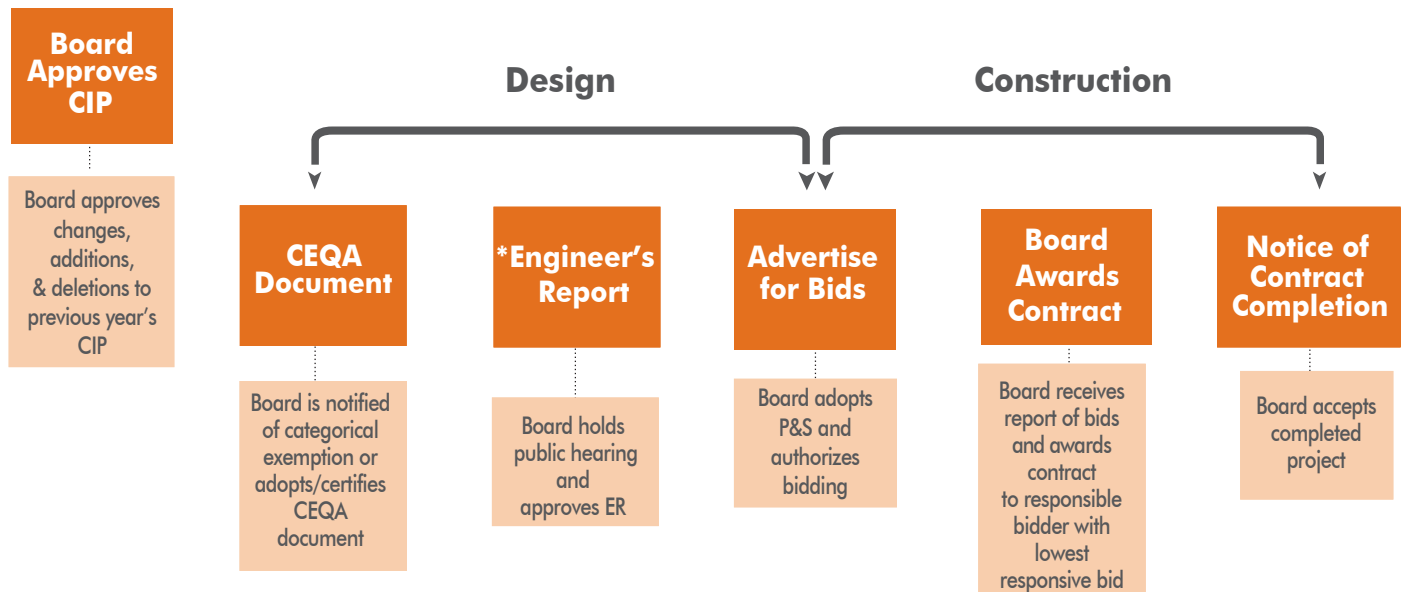 Board
Approves
CIP
Board approves
changes,
additions,
& deletions to
previous year's
CIP
Design
Construction
CEQA
Document
Board is notified
of categorical
exemption or
adopts/certifies
CEQA
document
*Engineer's
Report
Board holds
public hearing
and
approves ER
Advertise
for Bids
Board adopts
P&S and
authorizes
bidding
Board
Awards
Contract
Board receives
report of bids
and awards
contract
to responsible
bidder with
lowest
responsive bid
Notice of
Contract
Completion
Board accepts
completed
project